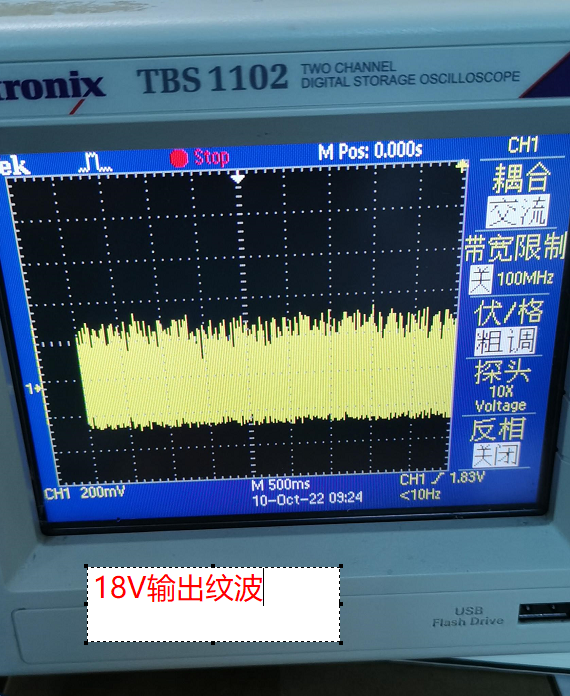 tronix TBS 1102 TWO CHANNEL
DIGITAL STORAGE OSCILLOSCOPE
ek Stop M Pos: 0.000s CH1
耦合
交流
带宽限制
关 100MHz
伏/格
粗调
探头
10X
Voltage
反相
关闭
1
CH1 200mV M 500ms CH1 1.83V
10-Oct-22 09:24 <10Hz
18V输出纹波
USB
Flash Drive